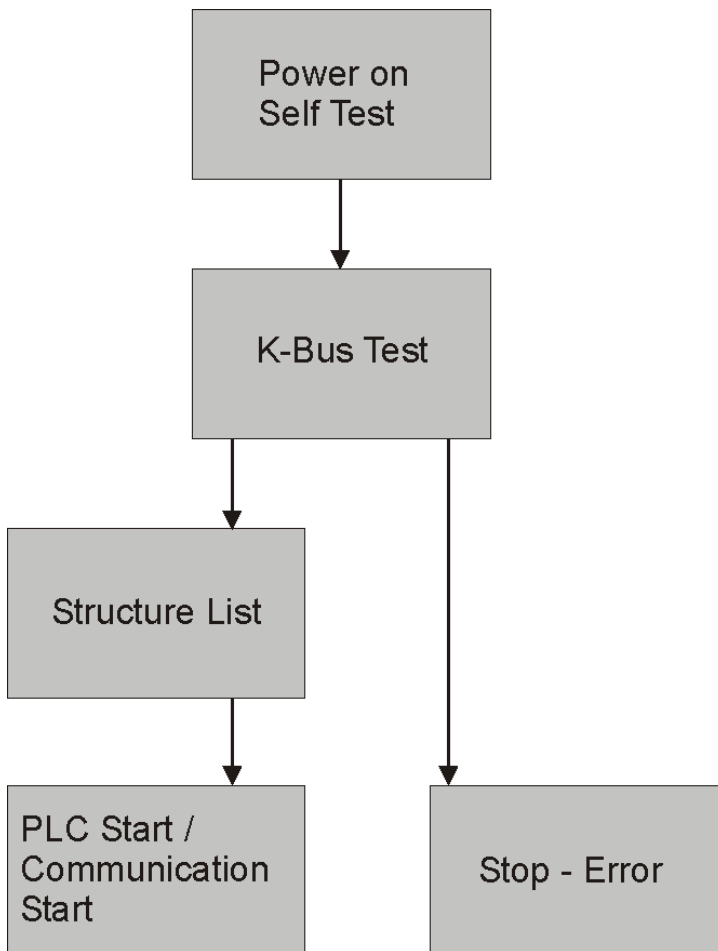 Power on
Self Test
K-Bus Test
Structure List
PLC Start /
Communication
Start
Stop - Error